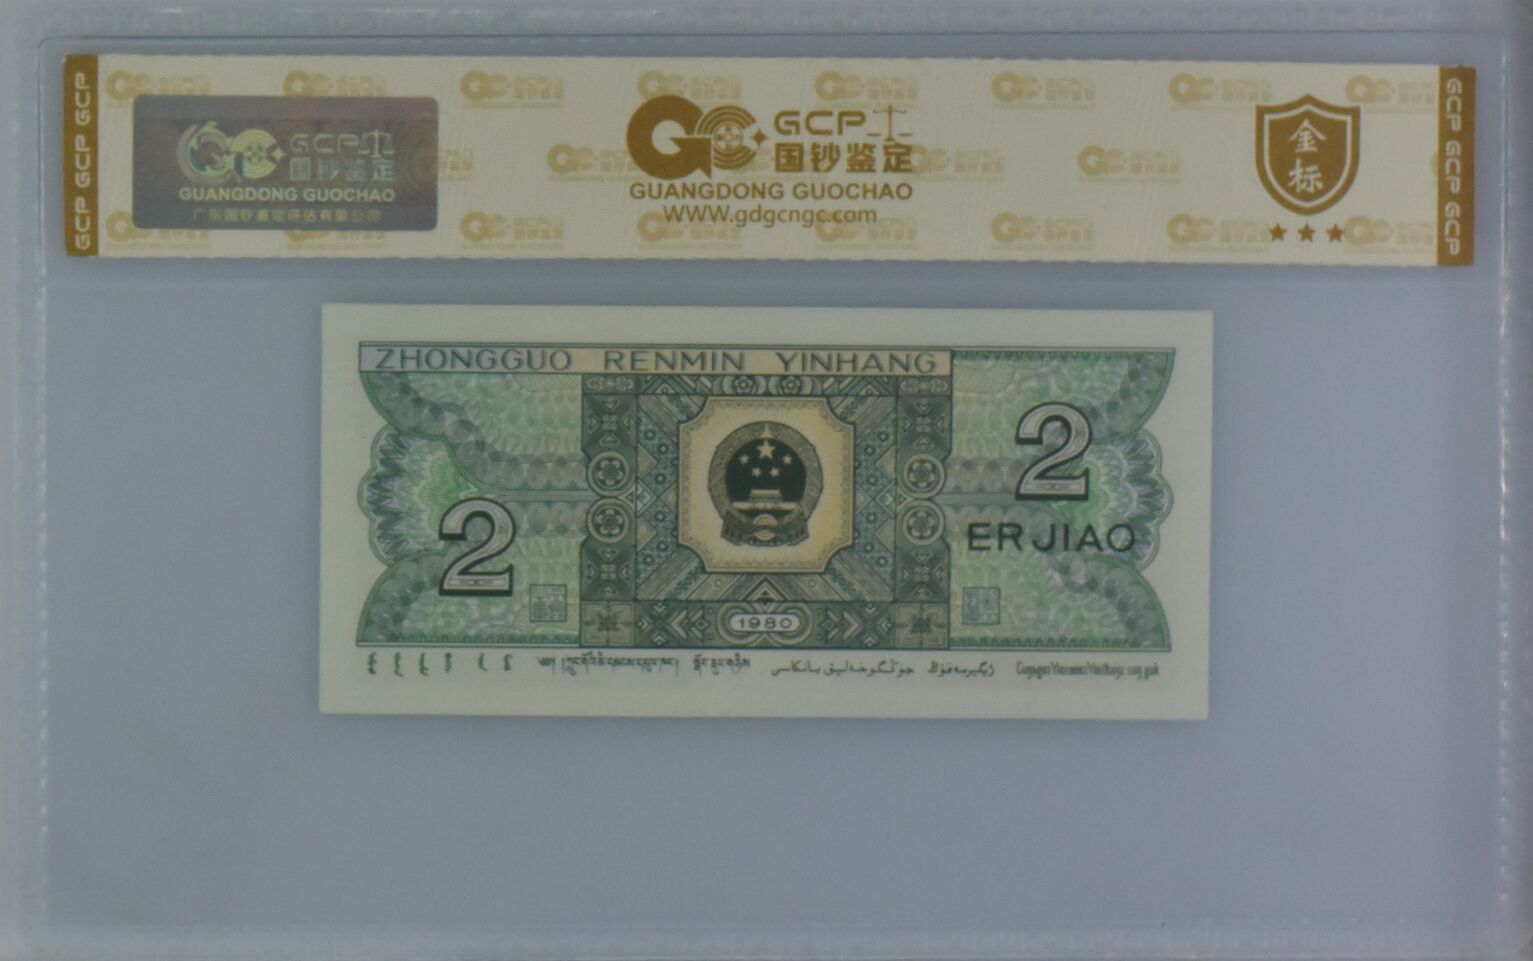 GCP GCP GCP
GCP
国钞鉴定
GUANGDONG GUOCHAO
广东国钞鉴定评估有限公司
GCP
国钞鉴定
GUANGDONG GUOCHAO
WWW.gdgcngc.com
金标
GCP GCP GCP
ZHONGGUO RENMIN YINHANG
2
ERJIAO
2
1980